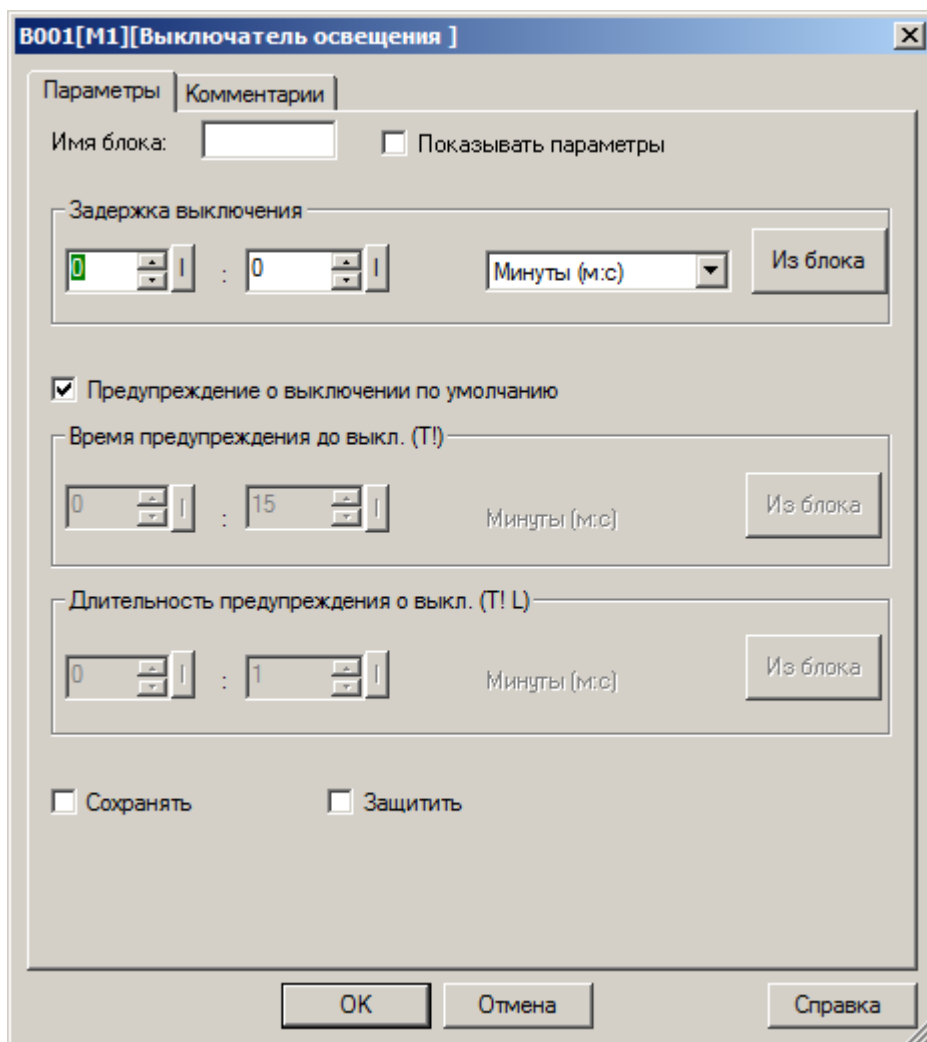 B001[M1][Выключатель освещения ]
Параметры Комментарии
Имя блока: Показывать параметры
Задержка выключения
0 I : 0 I Минуты (м:с) Из блока
Предупреждение о выключении по умолчанию
Время предупреждения до выкл. (T!)
0 I : 15 I Минуты (м:с) Из блока
Длительность предупреждения о выкл. (T! L)
0 I : 1 I Минуты (м:с) Из блока
Сохранять Защитить
OK Отмена Справка